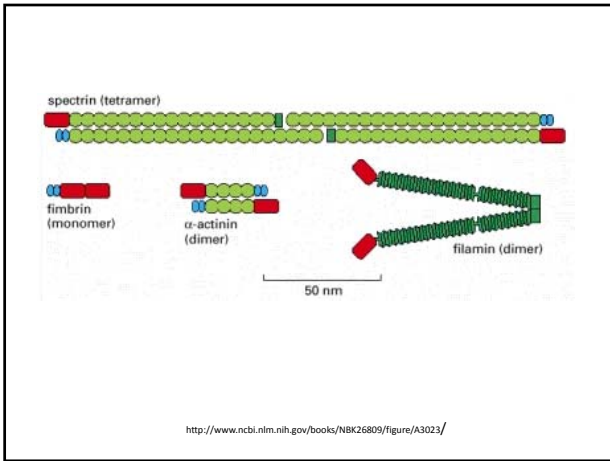 spectrin (tetramer)
fimbrin
(monomer)
α-actinin
(dimer)
filamin (dimer)
50 nm
http://www.ncbi.nlm.nih.gov/books/NBK26809/figure/A3023/